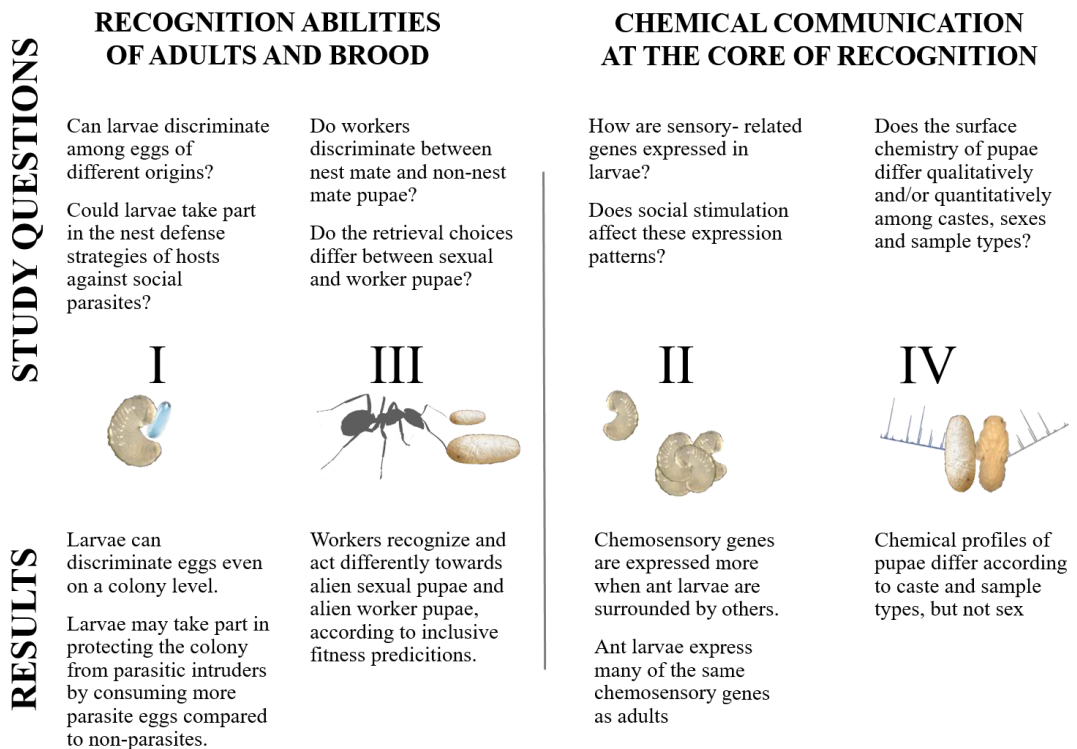 RECOGNITION ABILITIES
OF ADULTS AND BROOD
CHEMICAL COMMUNICATION
AT THE CORE OF RECOGNITION
STUDY QUESTIONS
Can larvae discriminate
among eggs of
different origins?
Could larvae take part
in the nest defense
strategies of hosts
against social
parasites?
Do workers
discriminate between
nest mate and non-nest
mate pupae?
Do the retrieval choices
differ between sexual
and worker pupae?
How are sensory- related
genes expressed in
larvae?
Does social stimulation
affect these expression
patterns?
Does the surface
chemistry of pupae
differ qualitatively
and/or quantitatively
among castes, sexes
and sample types?
I
III
II
IV
RESULTS
Larvae can
discriminate eggs even
on a colony level.
Larvae may take part in
protecting the colony
from parasitic intruders
by consuming more
parasite eggs compared
to non-parasites.
Workers recognize and
act differently towards
alien sexual pupae and
alien worker pupae,
according to inclusive
fitness predicitions.
Chemosensory genes
are expressed more
when ant larvae are
surrounded by others.
Ant larvae express
many of the same
chemosensory genes
as adults
Chemical profiles of
pupae differ according
to caste and sample
types, but not sex